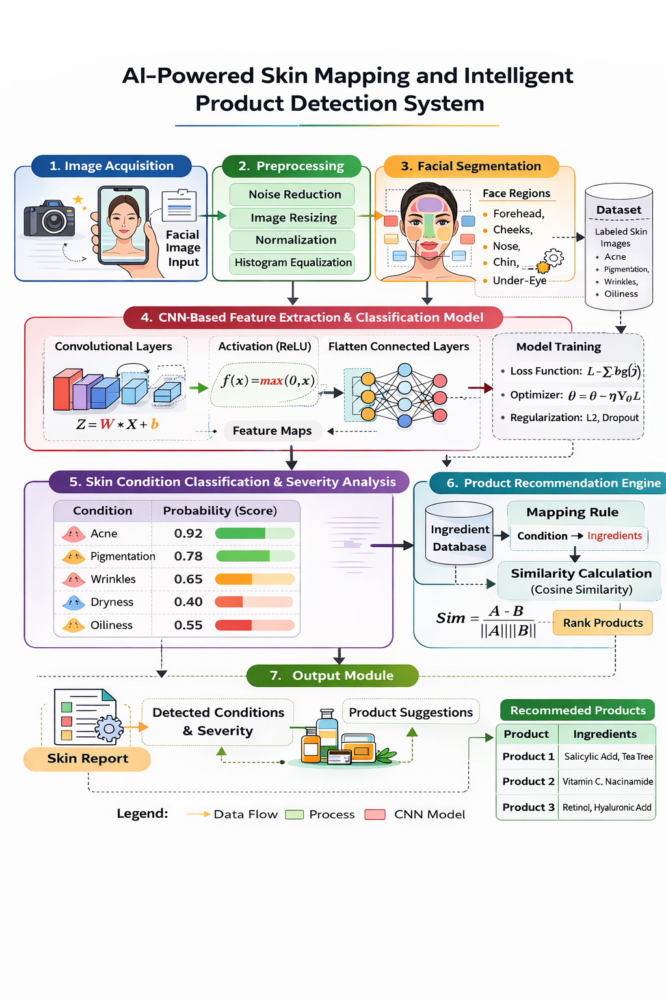 AI-Powered Skin Mapping and Intelligent
Product Detection System
1. Image Acquisition
Facial
Image
Input
2. Preprocessing
Noise Reduction
Image Resizing
Normalization
Histogram Equalization
3. Facial Segmentation
Face Regions
• Forehead,
• Cheeks,
• Nose,
• Chin,
• Under-Eye
Dataset
Labeled Skin
Images
• Acne
• Pigmentation,
• Wrinkles,
• Oiliness
4. CNN-Based Feature Extraction & Classification Model
Convolutional Layers
Z = W * X + b
Activation (ReLU)
f(x) = max(0, x)
Flatten Connected Layers
Feature Maps
Model Training
• Loss Function: L - Σ bg(j)
• Optimizer: θ = θ - η Y₀ L
• Regularization: L2, Dropout
5. Skin Condition Classification & Severity Analysis
Condition Probability (Score)
Acne 0.92
Pigmentation 0.78
Wrinkles 0.65
Dryness 0.40
Oiliness 0.55
6. Product Recommendation Engine
Ingredient
Database
Mapping Rule
Condition → Ingredients
Similarity Calculation
(Cosine Similarity)
Sim = A - B
||A||||B||
Rank Products
7. Output Module
Skin Report
Detected Conditions
& Severity
Product Suggestions
Recommeded Products
Product Ingredients
Product 1 Salicylic Acid, Tea Tree
Product 2 Vitamin C, Nacinamide
Product 3 Retinol, Hyaluronic Acid
Legend: Data Flow Process CNN Model